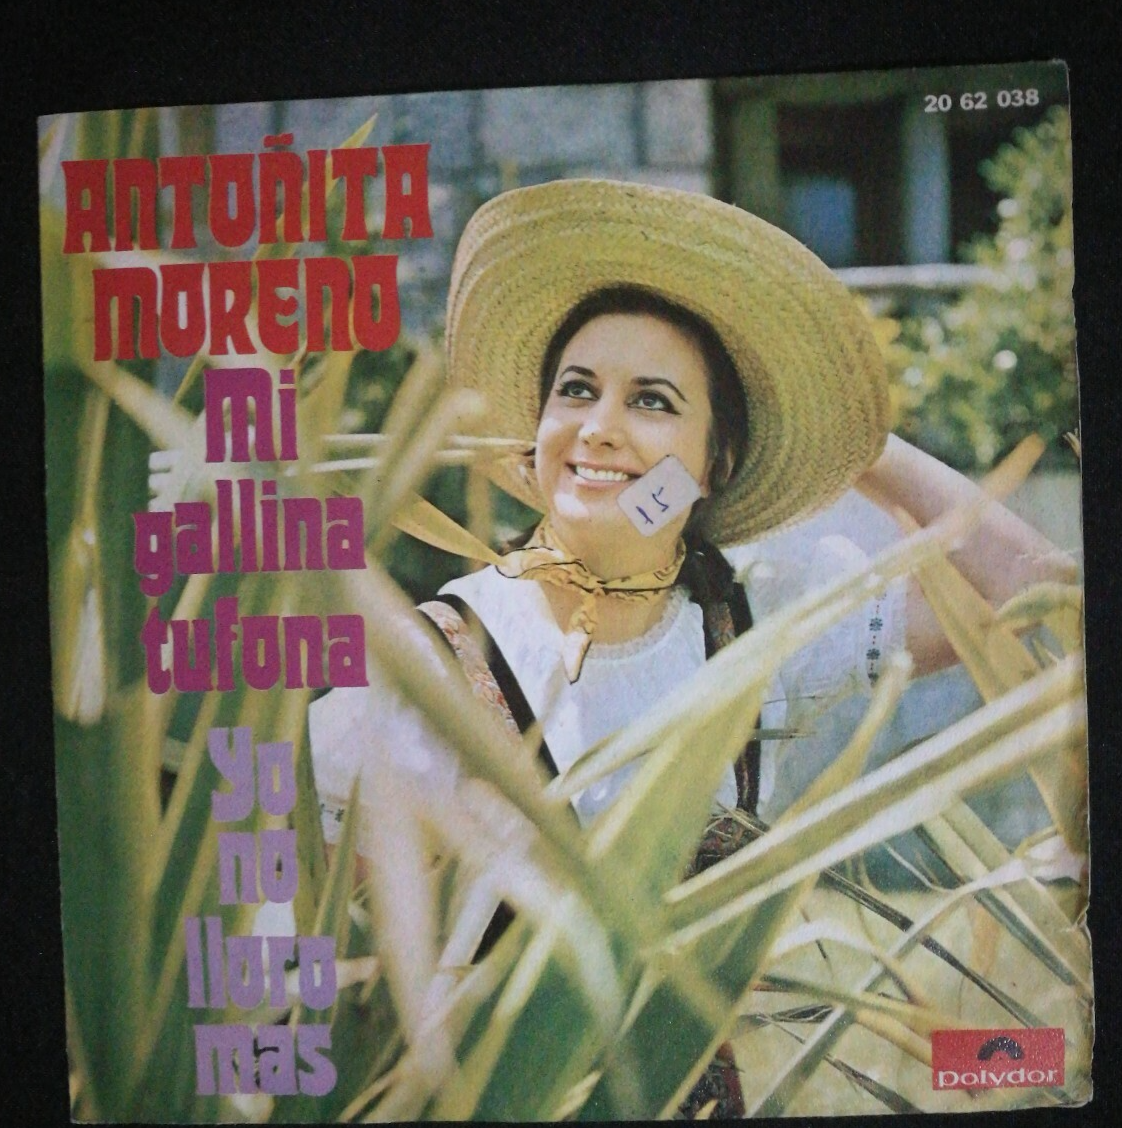 20 62 038
ANTOÑITA
MORENO
Mi
gallina
tufona
Yo
no
lloro
mas
15
Polydor